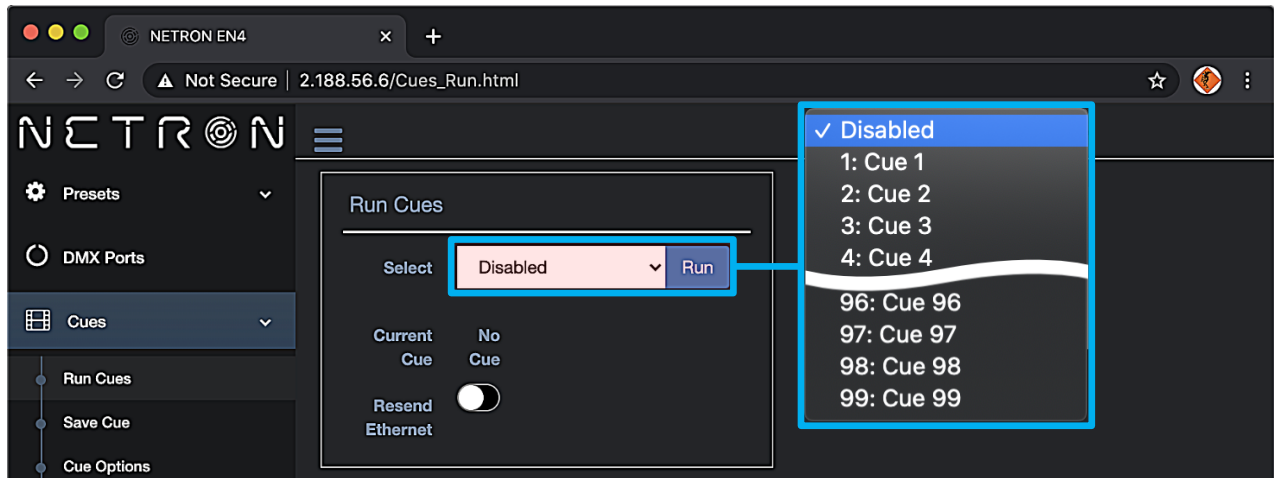 NETRON EN4
Not Secure | 2.188.56.6/Cues_Run.html
NETRON
Presets
DMX Ports
Cues
Run Cues
Save Cue
Cue Options
Run Cues
Select
Disabled
Run
Current Cue
No Cue
Resend Ethernet
Disabled
1: Cue 1
2: Cue 2
3: Cue 3
4: Cue 4
96: Cue 96
97: Cue 97
98: Cue 98
99: Cue 99